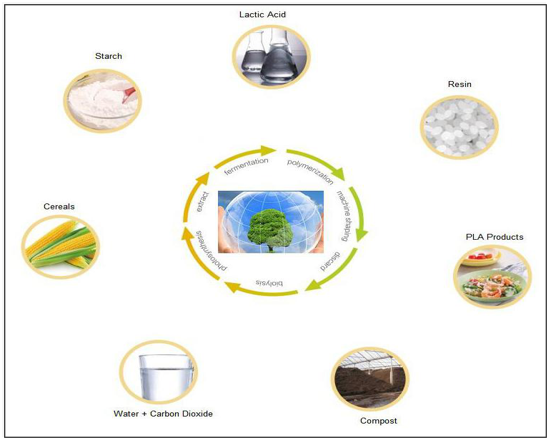 Lactic Acid
Starch
Resin
fermentation
polymerization
extract
machine shaping
Cereals
PLA Products
photosynthesis
discard
biolysis
Water + Carbon Dioxide
Compost